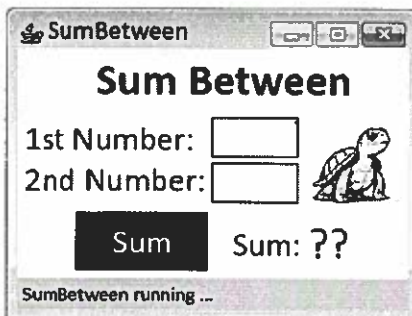 SumBetween
Sum Between
1st Number:
2nd Number:
Sum Sum: ??
SumBetween running ...